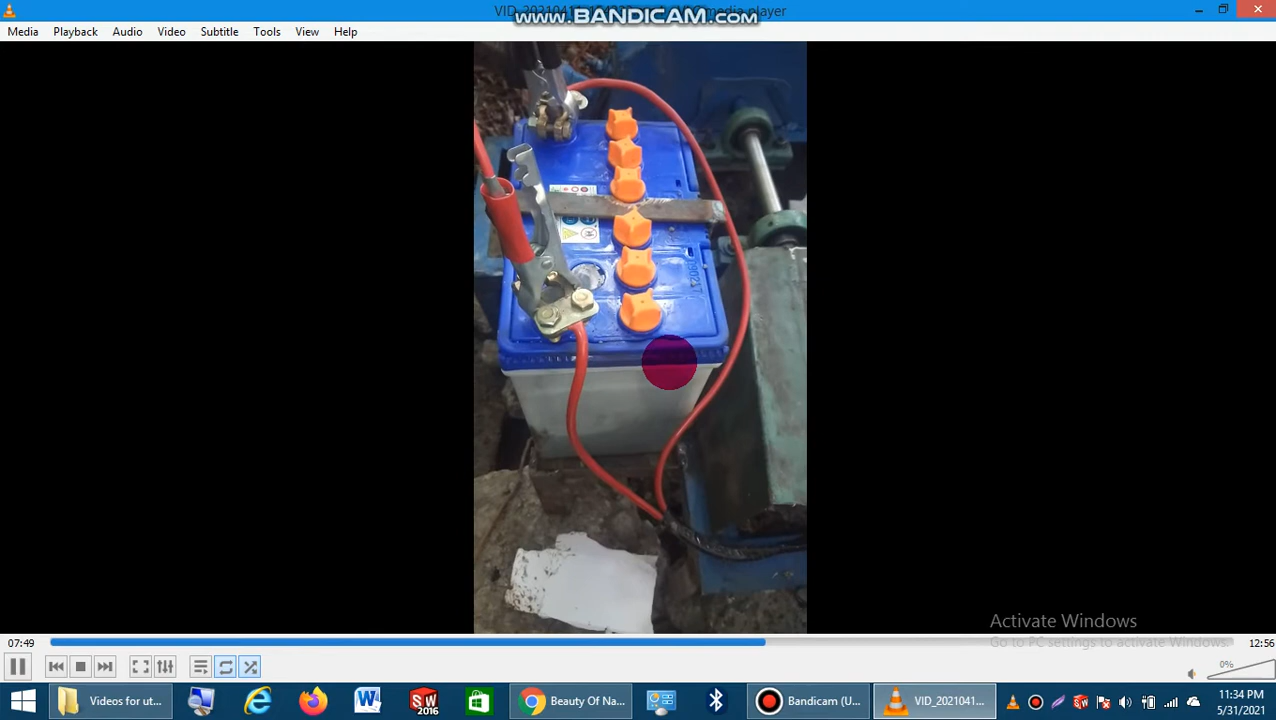 www.BANDICAM.com
Media Playback Audio Video Subtitle Tools View Help
Activate Windows
Go to PC settings to activate Windows.
07:49
12:56
0%
Videos for ut...
SW 2016
Beauty Of Na...
Bandicam (U...
VID_2021041...
11:34 PM
5/31/2021